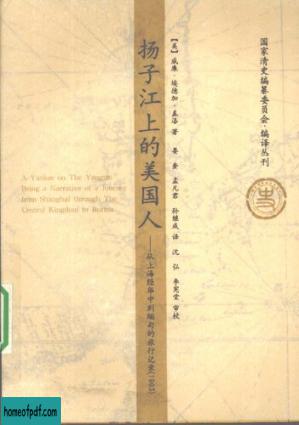 国家清史编纂委员会·编译丛刊
【美】威廉·埃德加·盖洛 著
晏奎 孟凡君 孙继成 译
沈弘 李宪堂 审校
扬子江上的美国人
——从上海经华中到缅甸的旅行记录(1903)
A Yankee on The Yangtze
Being a Narrative of a Journey
from Shanghai through The
Central Kingdom to Burma
homeofpdf.com